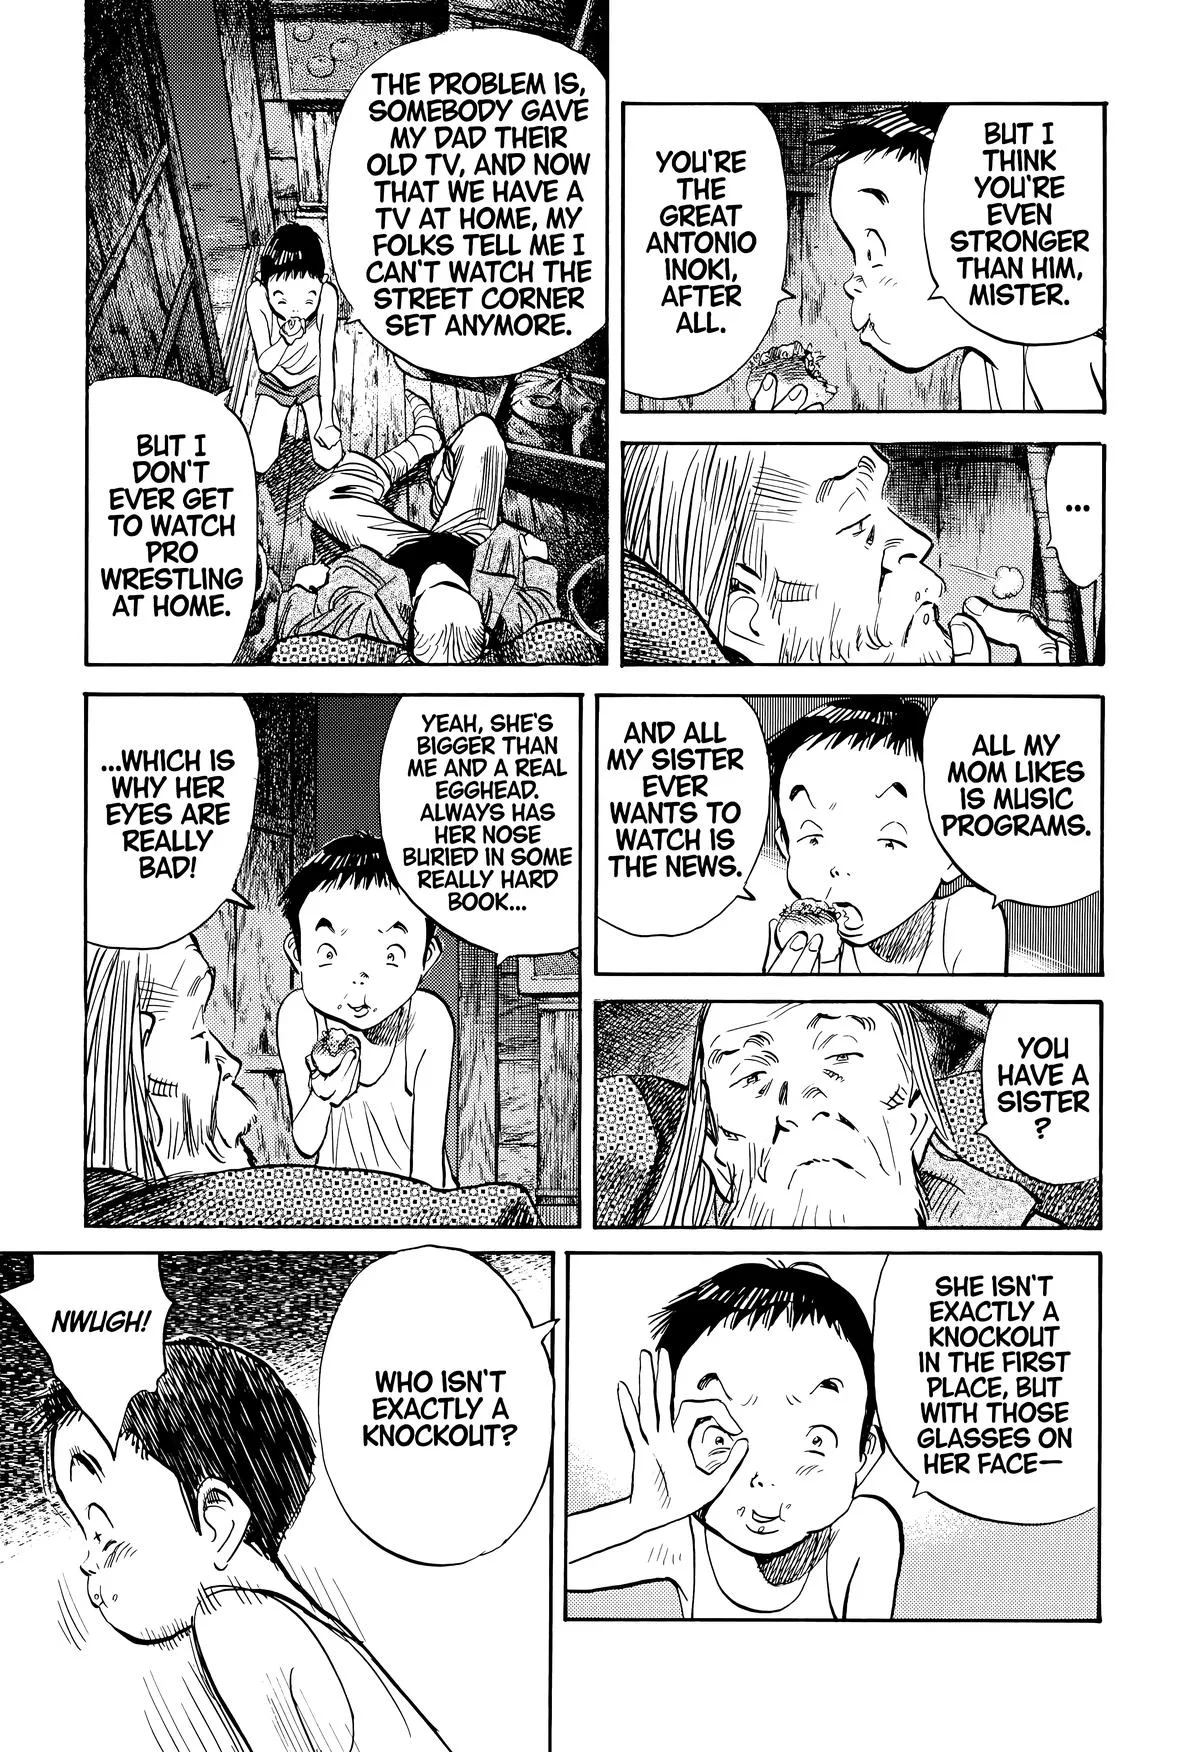 BUT I
THINK
YOU'RE
EVEN
STRONGER
THAN HIM,
MISTER.
YOU'RE
THE
GREAT
ANTONIO
INOKI,
AFTER
ALL.
...
THE PROBLEM IS,
SOMEBODY GAVE
MY DAD THEIR
OLD TV, AND NOW
THAT WE HAVE A
TV AT HOME, MY
FOLKS TELL ME I
CAN'T WATCH THE
STREET CORNER
SET ANYMORE.
BUT I
DON'T
EVER GET
TO WATCH
PRO
WRESTLING
AT HOME.
ALL MY
MOM LIKES
IS MUSIC
PROGRAMS.
AND ALL
MY SISTER
EVER
WANTS TO
WATCH IS
THE NEWS.
YOU
HAVE A
SISTER
?
YEAH, SHE'S
BIGGER THAN
ME AND A REAL
EGGHEAD.
ALWAYS HAS
HER NOSE
BURIED IN SOME
REALLY HARD
BOOK...
...WHICH IS
WHY HER
EYES ARE
REALLY
BAD!
SHE ISN'T
EXACTLY A
KNOCKOUT
IN THE FIRST
PLACE, BUT
WITH THOSE
GLASSES ON
HER FACE—
WHO ISN'T
EXACTLY A
KNOCKOUT?
NWUGH!